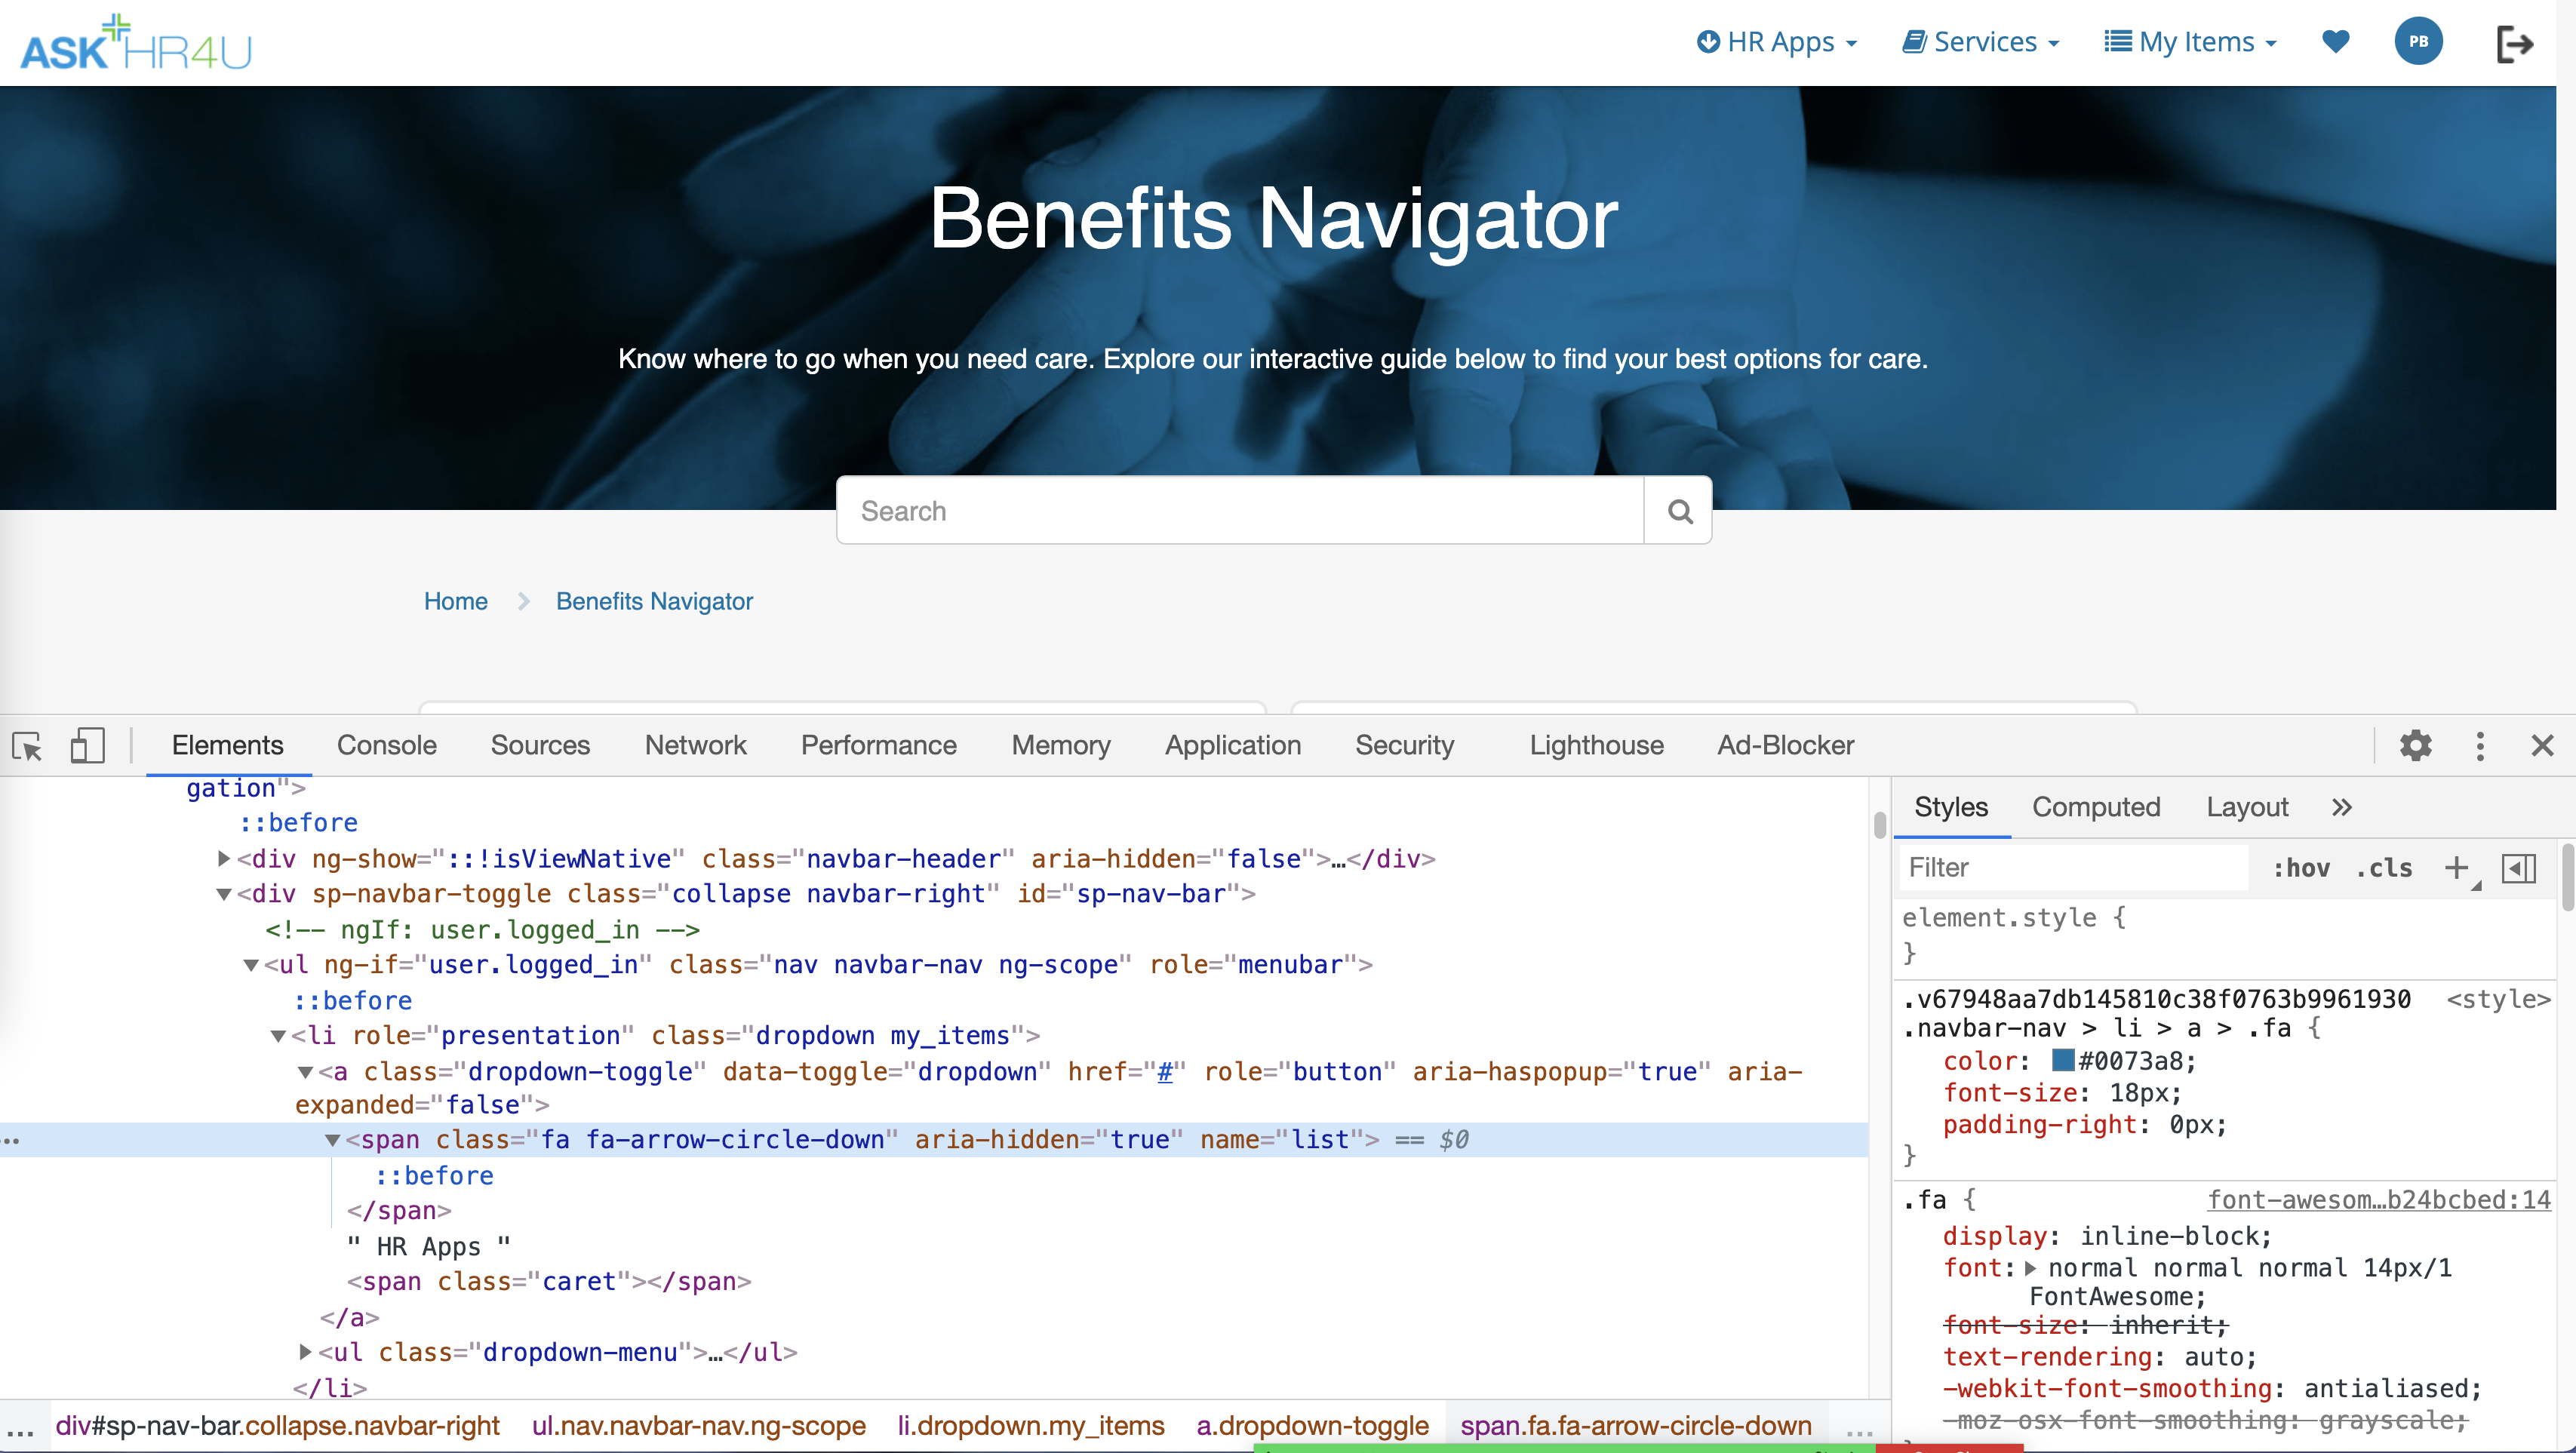 ASK HR4U
HR Apps Services My Items PB
Benefits Navigator
Know where to go when you need care. Explore our interactive guide below to find your best options for care.
Search
Home Benefits Navigator
Elements Console Sources Network Performance Memory Application Security Lighthouse Ad-Blocker
gation">
::before
<div ng-show="::!isViewNative" class="navbar-header" aria-hidden="false">…</div>
<div sp-navbar-toggle class="collapse navbar-right" id="sp-nav-bar">
<!-- ngIf: user.logged_in -->
<ul ng-if="user.logged_in" class="nav navbar-nav ng-scope" role="menubar">
::before
<li role="presentation" class="dropdown my_items">
<a class="dropdown-toggle" data-toggle="dropdown" href="#" role="button" aria-haspopup="true" aria-
expanded="false">
<span class="fa fa-arrow-circle-down" aria-hidden="true" name="list"> == $0
::before
</span>
" HR Apps "
<span class="caret"></span>
</a>
<ul class="dropdown-menu">…</ul>
</li>
... div#sp-nav-bar.collapse.navbar-right ul.nav.navbar-nav.ng-scope li.dropdown.my_items a.dropdown-toggle span.fa.fa-arrow-circle-down ...
Styles Computed Layout »
Filter :hov .cls +
element.style {
}
.v67948aa7db145810c38f0763b9961930 <style>
.navbar-nav > li > a > .fa {
color: #0073a8;
font-size: 18px;
padding-right: 0px;
}
.fa { font-awesom…b24bcbed:14
display: inline-block;
font: normal normal normal 14px/1
FontAwesome;
font-size: inherit;
text-rendering: auto;
-webkit-font-smoothing: antialiased;
-moz-osx-font-smoothing: grayscale;